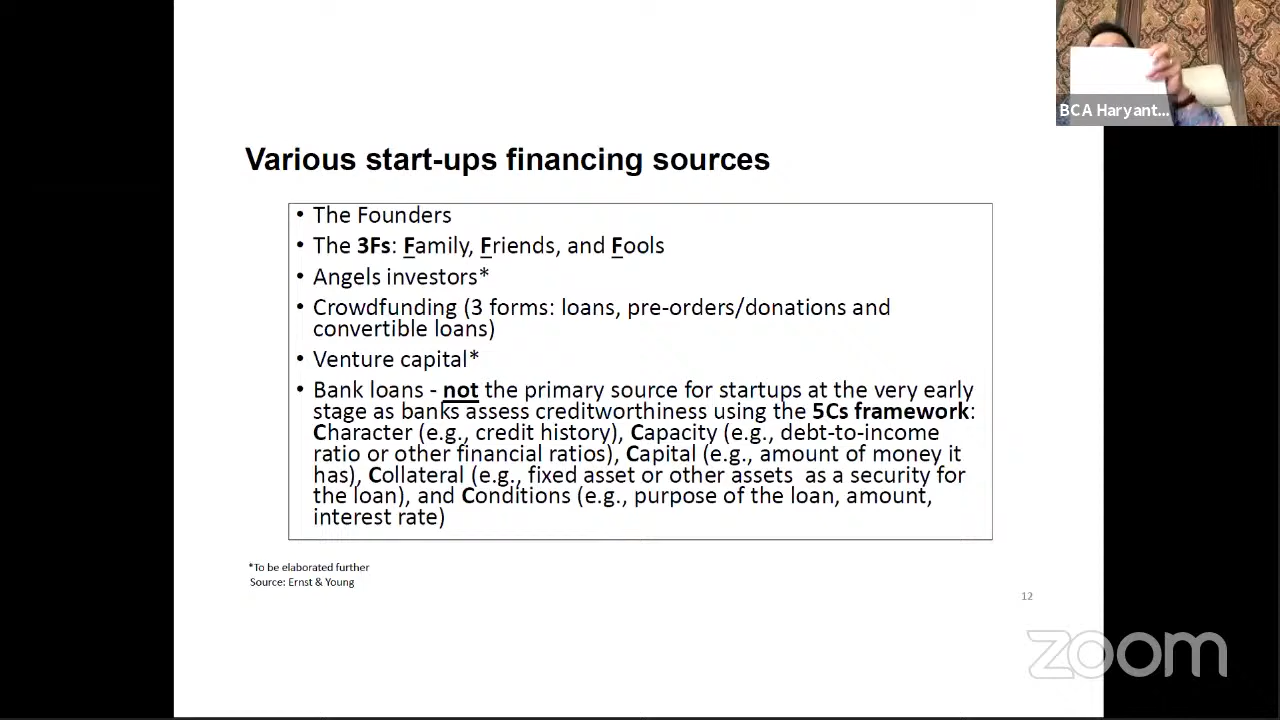 BCA Haryant...
Various start-ups financing sources
• The Founders
• The 3Fs: Family, Friends, and Fools
• Angels investors*
• Crowdfunding (3 forms: loans, pre-orders/donations and
convertible loans)
• Venture capital*
• Bank loans - not the primary source for startups at the very early
stage as banks assess creditworthiness using the 5Cs framework:
Character (e.g., credit history), Capacity (e.g., debt-to-income
ratio or other financial ratios), Capital (e.g., amount of money it
has), Collateral (e.g., fixed asset or other assets as a security for
the loan), and Conditions (e.g., purpose of the loan, amount,
interest rate)
*To be elaborated further
Source: Ernst & Young
12
zoom